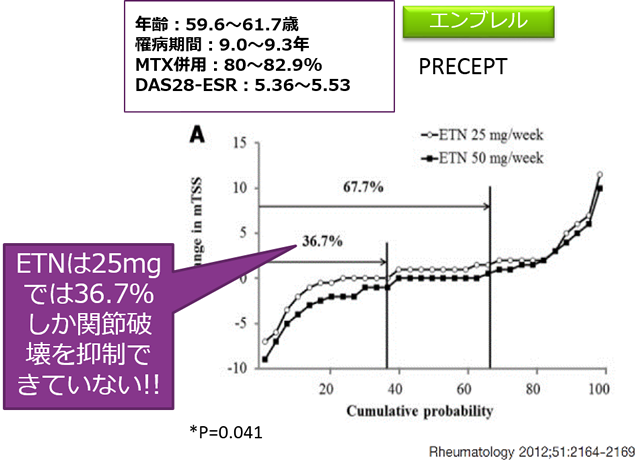 年齢：59.6～61.7歳
罹病期間：9.0～9.3年
MTX併用：80～82.9%
DAS28-ESR：5.36～5.53
エンブレル
PRECEPT
A
ETN 25 mg/week
ETN 50 mg/week
15
10
5
0
-5
-10
ange in mTSS
67.7%
36.7%
ETNは25mg
では36.7%
しか関節破
壊を抑制で
きていない!!
20
40
60
80
100
Cumulative probability
*P=0.041
Rheumatology 2012;51:2164-2169